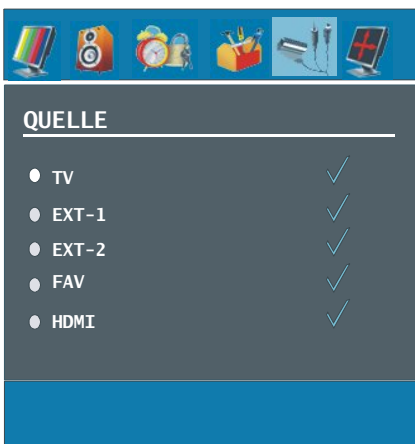 QUELLE
TV
EXT-1
EXT-2
FAV
HDMI